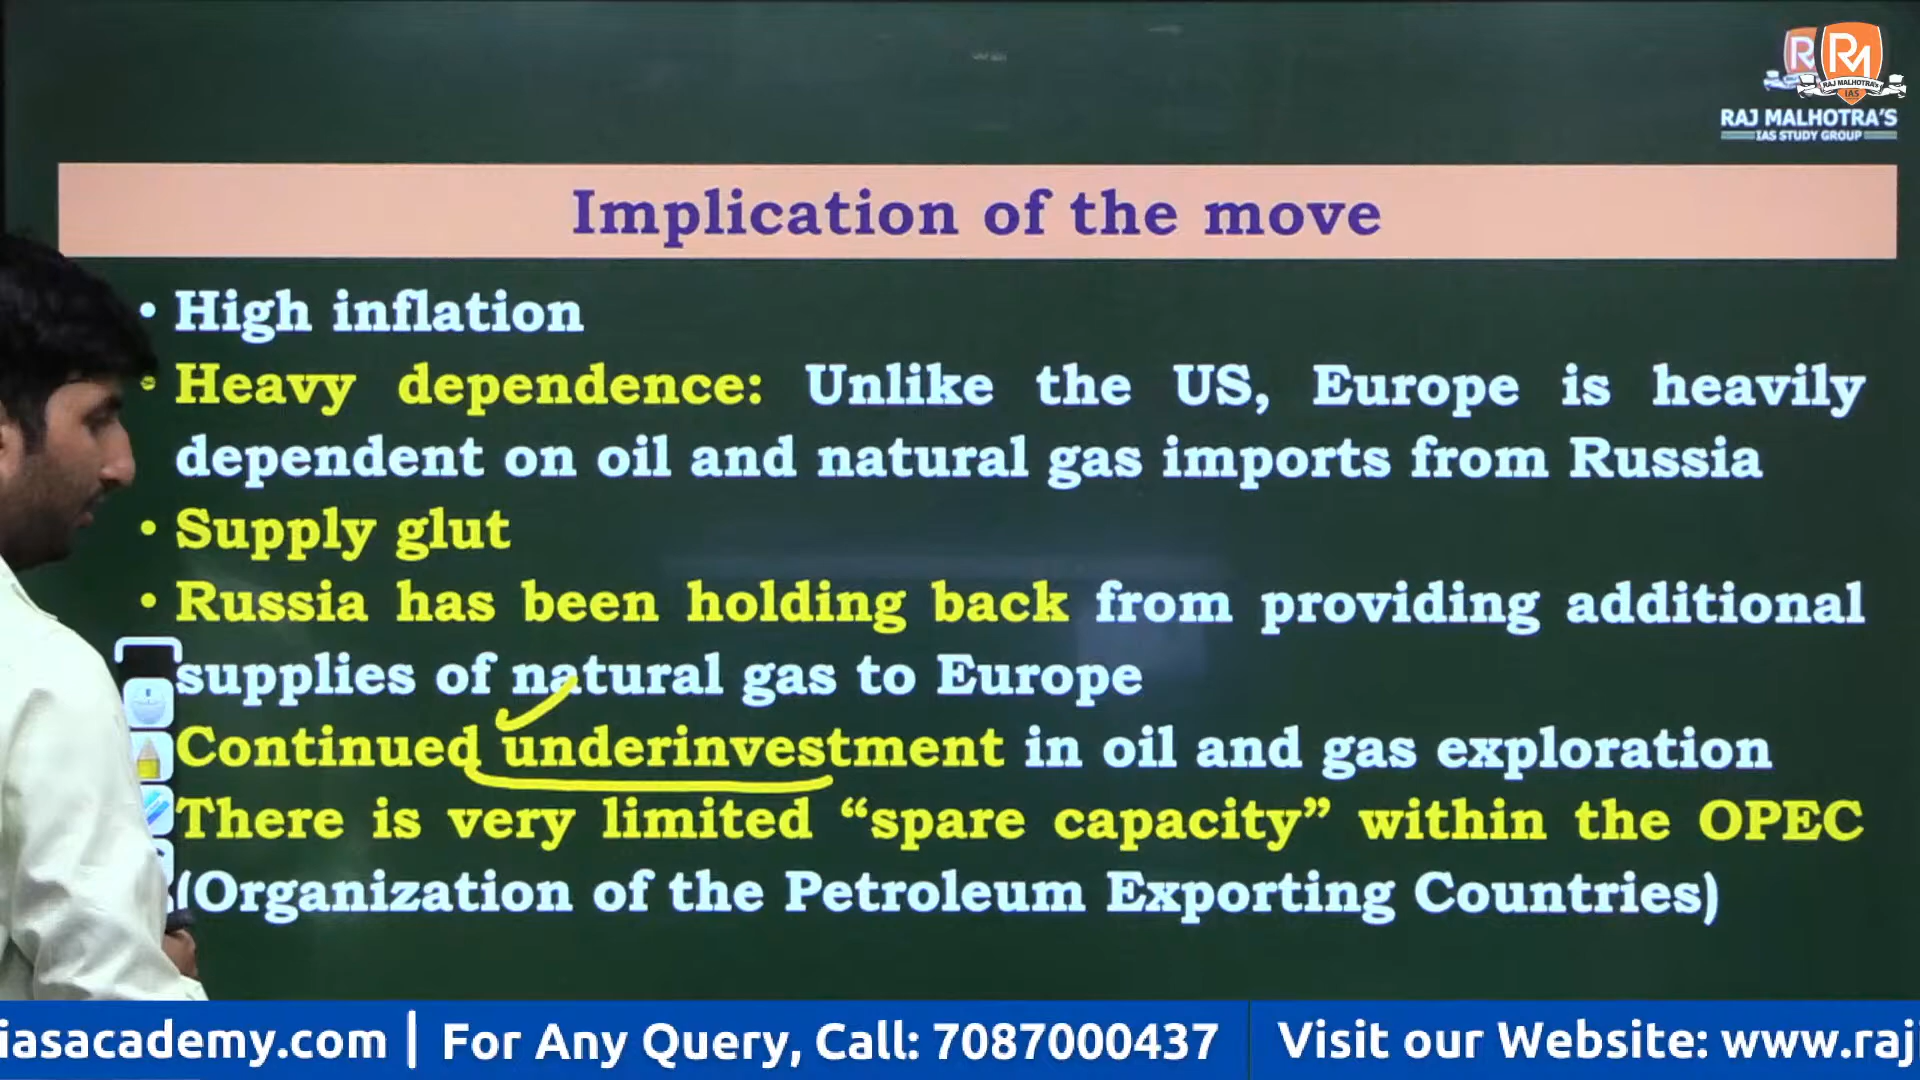 RAJ MALHOTRA'S
IAS
RAJ MALHOTRA'S
IAS STUDY GROUP
Implication of the move
• High inflation
• Heavy dependence: Unlike the US, Europe is heavily
dependent on oil and natural gas imports from Russia
• Supply glut
• Russia has been holding back from providing additional
supplies of natural gas to Europe
Continued underinvestment in oil and gas exploration
There is very limited “spare capacity” within the OPEC
(Organization of the Petroleum Exporting Countries)
iasacademy.com | For Any Query, Call: 7087000437 Visit our Website: www.raj